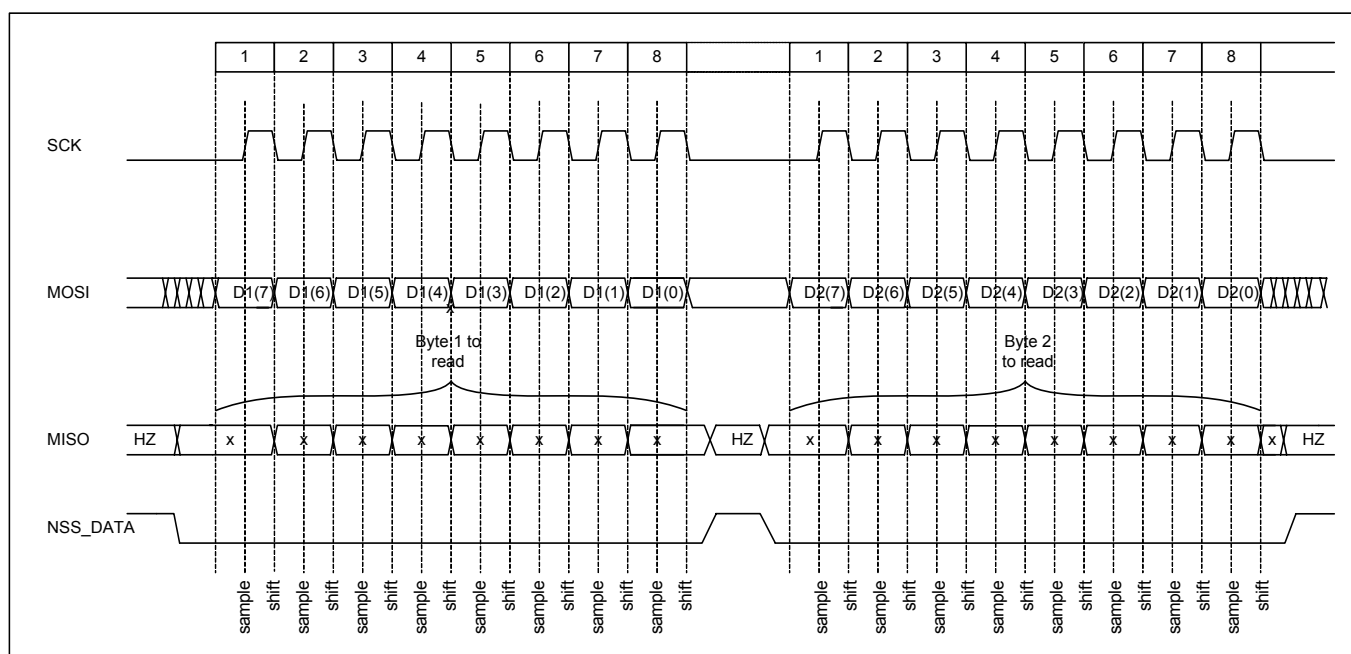 1 2 3 4 5 6 7 8 1 2 3 4 5 6 7 8
SCK
MOSI D1(7) D1(6) D1(5) D1(4) D1(3) D1(2) D1(1) D1(0) D2(7) D2(6) D2(5) D2(4) D2(3) D2(2) D2(1) D2(0)
x
Byte 1 to
read
Byte 2
to read
MISO HZ x x x x x x x x HZ x x x x x x x x x HZ
NSS_DATA
sample shift sample shift sample shift sample shift sample shift sample shift sample shift sample shift sample shift sample shift sample shift sample shift sample shift sample shift sample shift sample shift